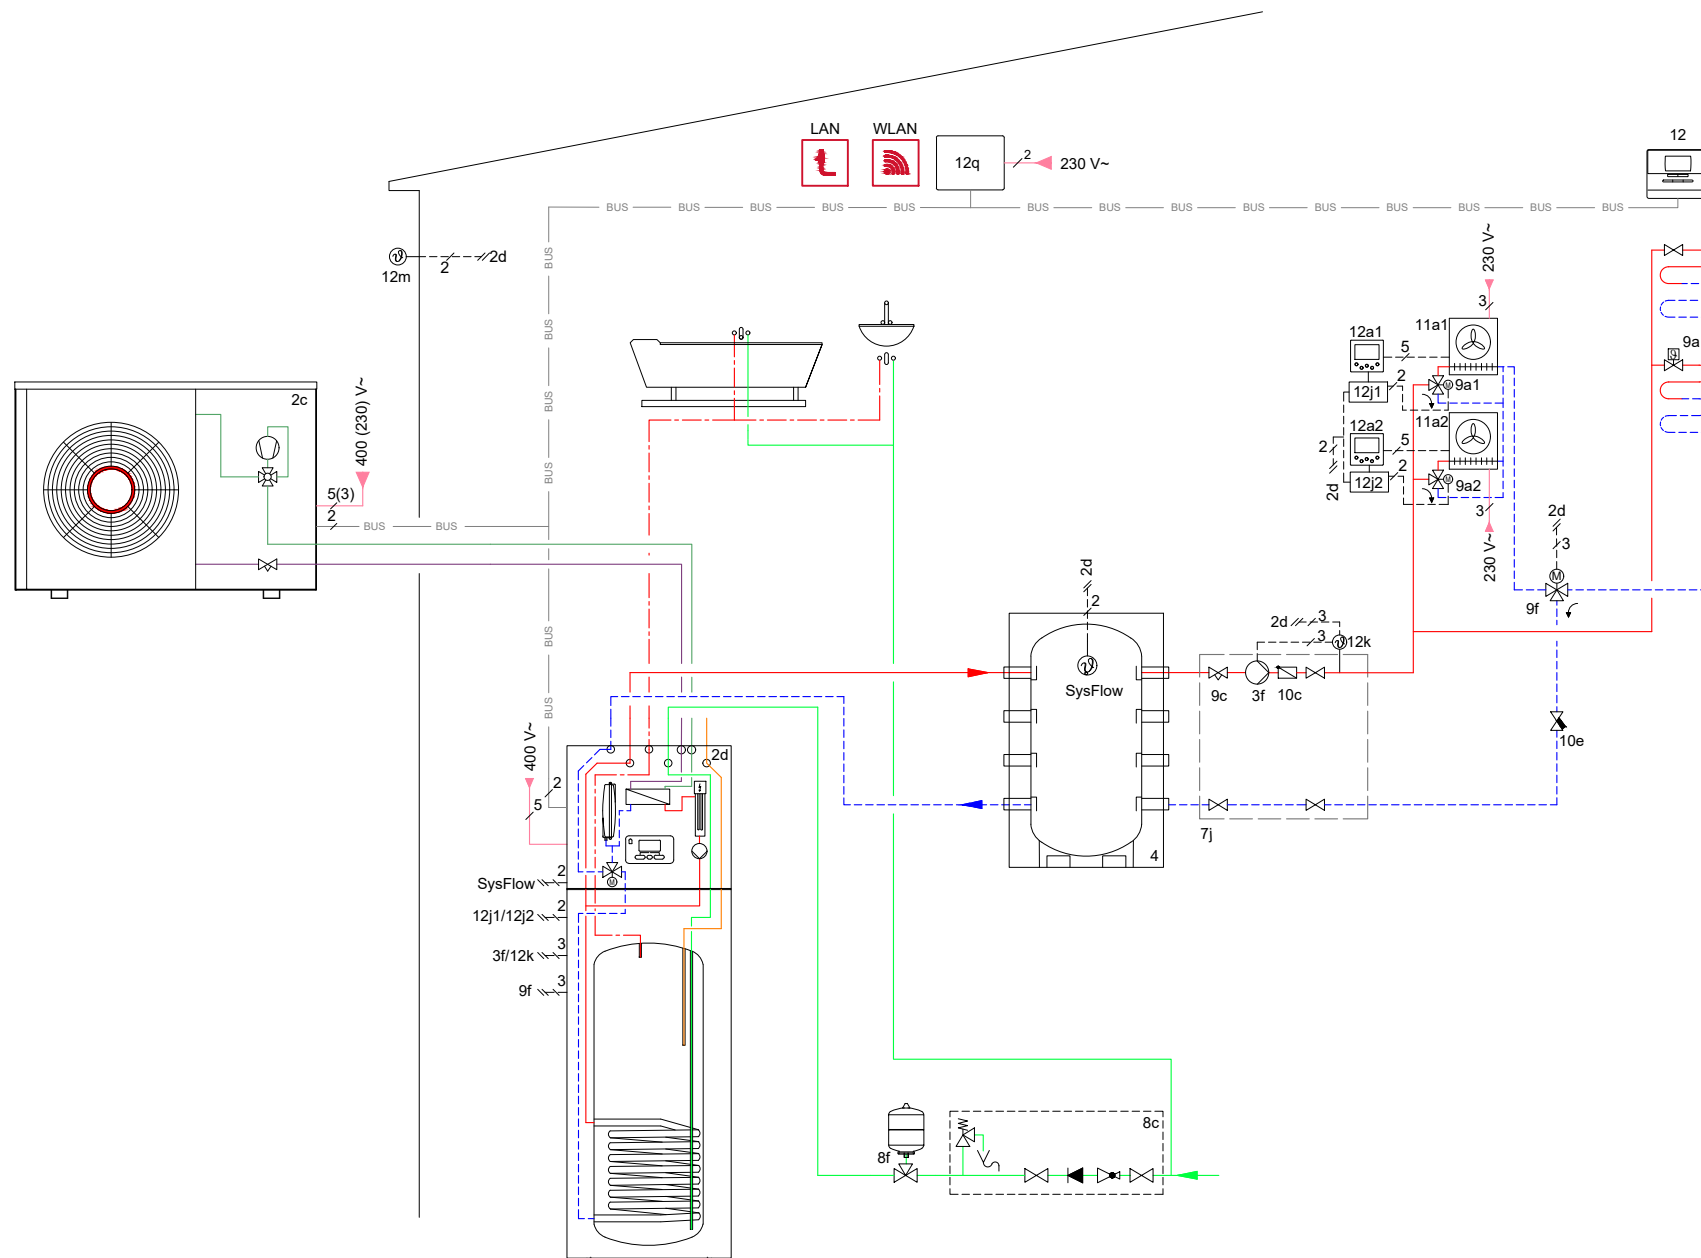 LAN
WLAN
12q
2
230 V~
12
BUS BUS BUS BUS BUS BUS BUS BUS BUS BUS BUS BUS BUS BUS
12m
2
2d
BUS
BUS
BUS
BUS
BUS
BUS
BUS
230 V~
3
11a1
12a1
5
2
12j1
9a1
9a
11a2
12a2
5
2
12j2
9a2
2
2d
3
230 V~
2c
400 (230) V~
5(3)
2
BUS BUS
2d
3
M
9f
2d
2
SysFlow
4
2d
3
3
12k
9c
3f
10c
7j
10e
400 V~
2
5
2d
M
SysFlow
2
12j1/12j2
2
3f/12k
3
9f
3
8f
8c